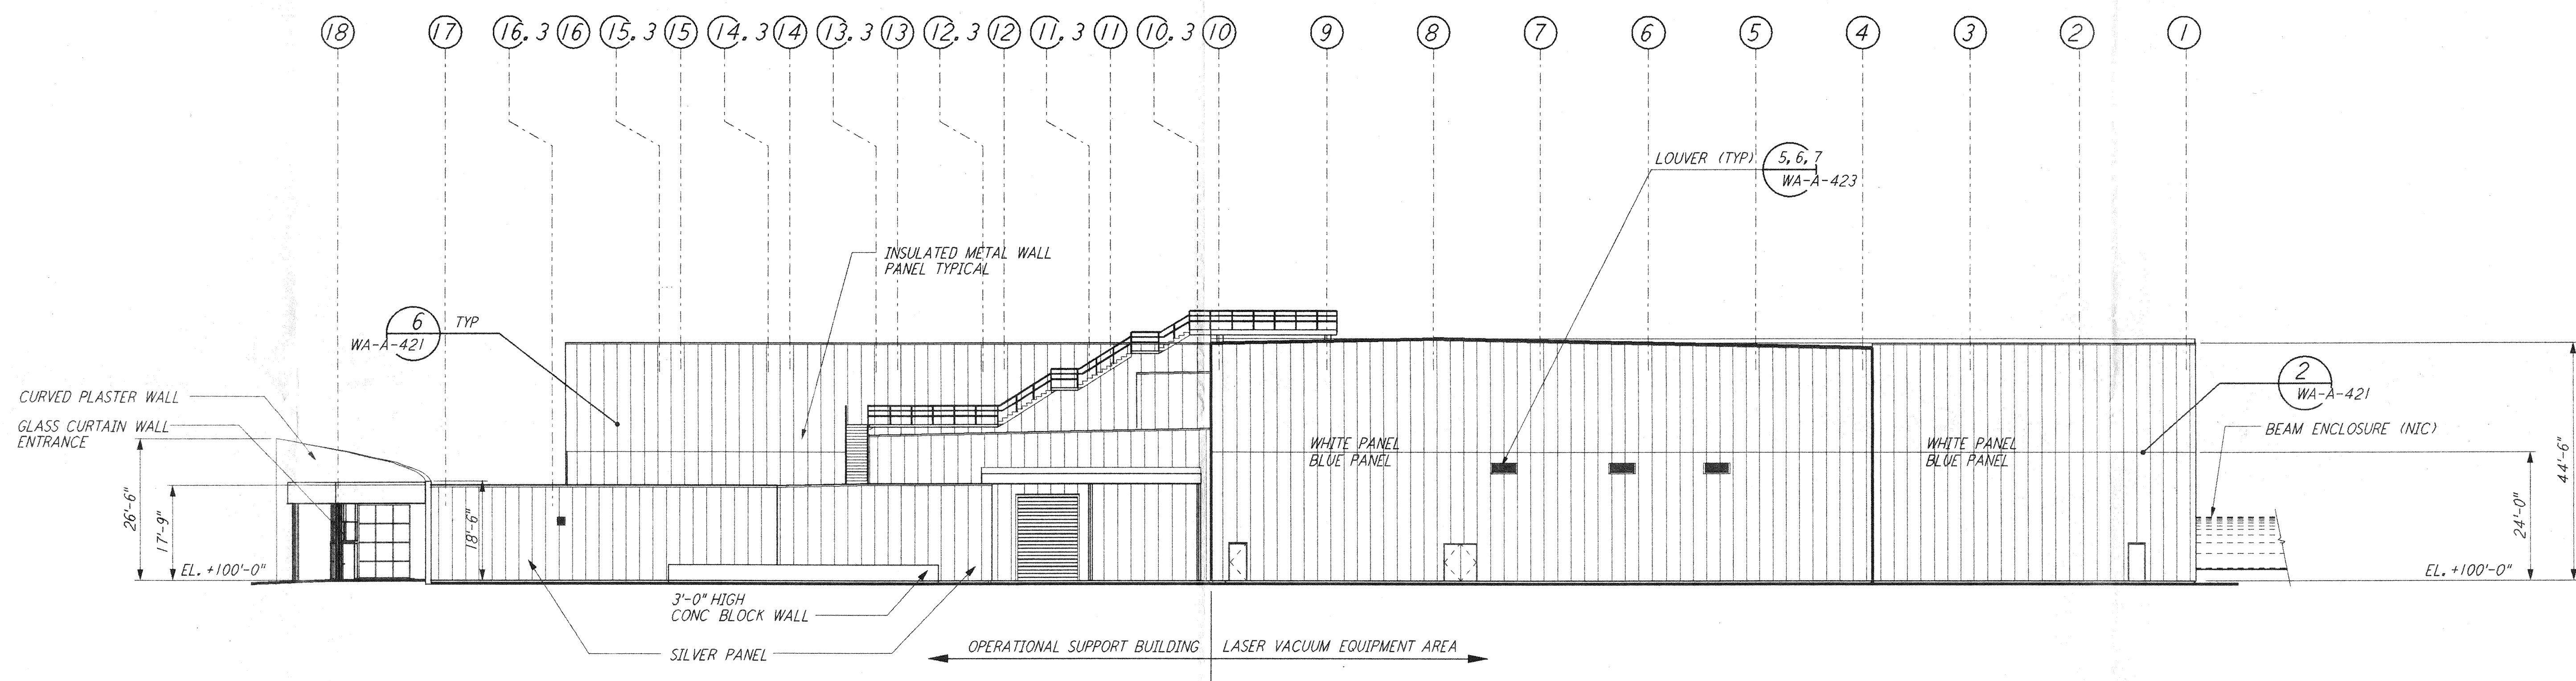 18 17 16.3 16 15.3 15 14.3 14 13.3 13 12.3 12 11.3 11 10.3 10 9 8 7 6 5 4 3 2 1
LOUVER (TYP)
5, 6, 7
WA-A-423
INSULATED METAL WALL
PANEL TYPICAL
6
TYP
WA-A-421
2
WA-A-421
CURVED PLASTER WALL
GLASS CURTAIN WALL
ENTRANCE
BEAM ENCLOSURE (NIC)
WHITE PANEL
BLUE PANEL
WHITE PANEL
BLUE PANEL
26'-6"
17'-9"
18'-6"
24'-0"
44'-6"
EL. +100'-0"
EL. +100'-0"
3'-0" HIGH
CONC BLOCK WALL
SILVER PANEL
OPERATIONAL SUPPORT BUILDING
LASER VACUUM EQUIPMENT AREA